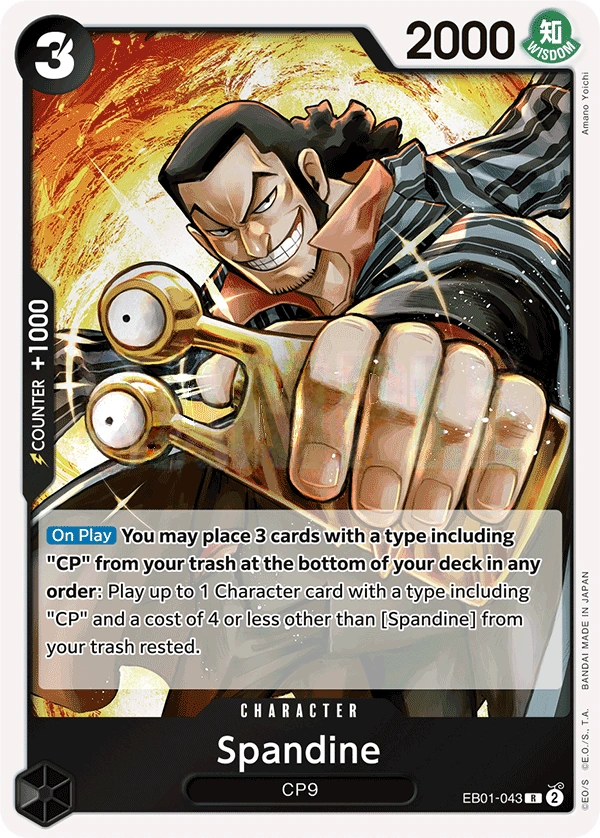 3
2000
知
WISDOM
Amano Yoichi
COUNTER +1000
On Play You may place 3 cards with a type including
"CP" from your trash at the bottom of your deck in any
order: Play up to 1 Character card with a type including
"CP" and a cost of 4 or less other than [Spandine] from
your trash rested.
BANDAI MADE IN JAPAN
©E.O./S., T.A.
©EO/S
CHARACTER
Spandine
CP9
EB01-043 R 2